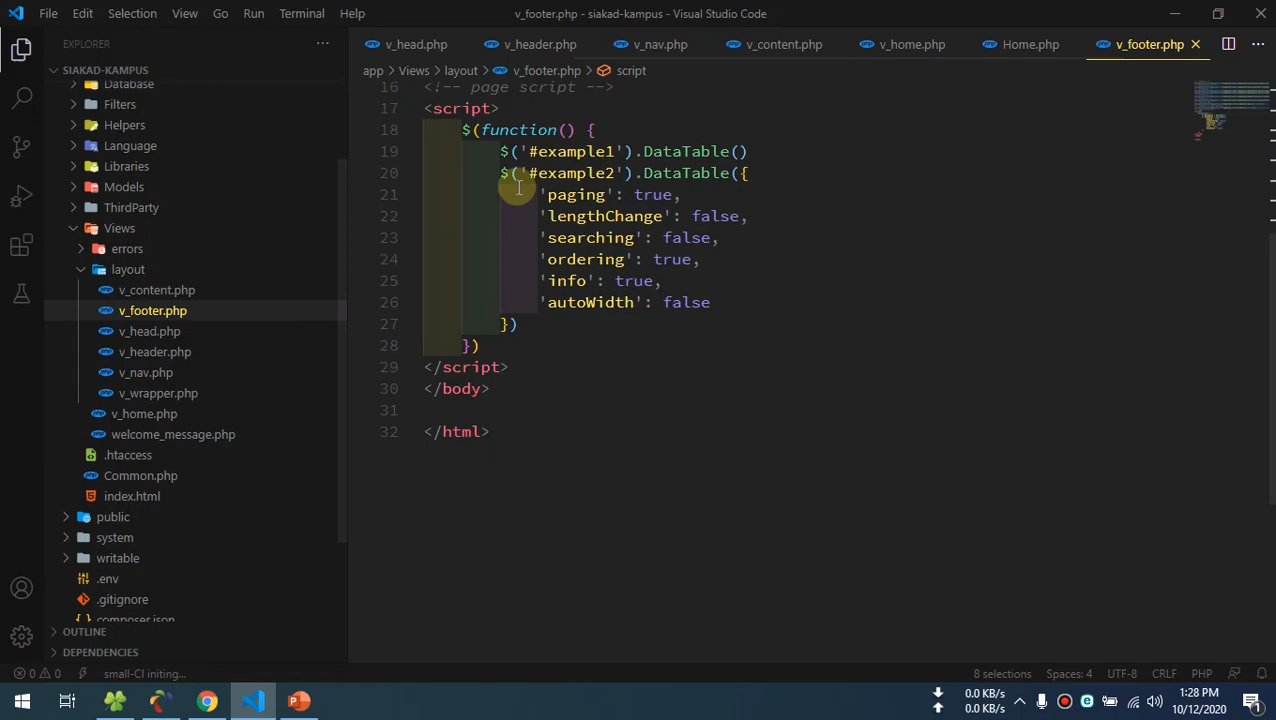 File Edit Selection View Go Run Terminal Help
v_footer.php - siakad-kampus - Visual Studio Code
EXPLORER
SIAKAD-KAMPUS
Database
Filters
Helpers
Language
Libraries
Models
ThirdParty
Views
errors
layout
v_content.php
v_footer.php
v_head.php
v_header.php
v_nav.php
v_wrapper.php
v_home.php
welcome_message.php
.htaccess
Common.php
index.html
public
system
writable
.env
.gitignore
composer.json
OUTLINE
DEPENDENCIES
v_head.php v_header.php v_nav.php v_content.php v_home.php Home.php v_footer.php
app > Views > layout > v_footer.php > script
16 <!-- page script -->
17 <script>
18 $(function() {
19 $('#example1').DataTable()
20 $('#example2').DataTable({
21 'paging': true,
22 'lengthChange': false,
23 'searching': false,
24 'ordering': true,
25 'info': true,
26 'autoWidth': false
27 })
28 })
29 </script>
30 </body>
31
32 </html>
0 0 small-CI initing... 8 selections Spaces: 4 UTF-8 CRLF PHP
0.0 KB/s
0.0 KB/s
1:28 PM
10/12/2020
1